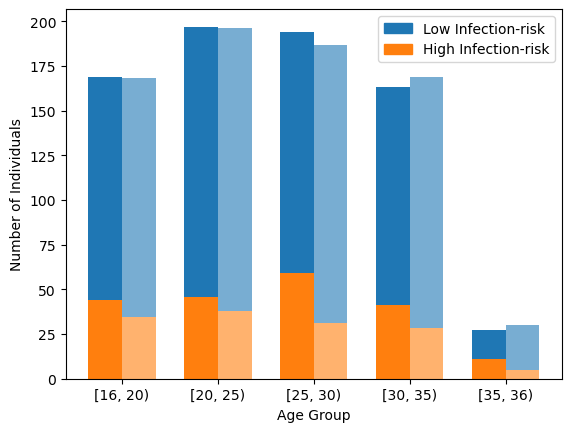 200
175
150
125
100
75
50
25
0
Number of Individuals
Low Infection-risk
High Infection-risk
[16, 20) [20, 25) [25, 30) [30, 35) [35, 36)
Age Group